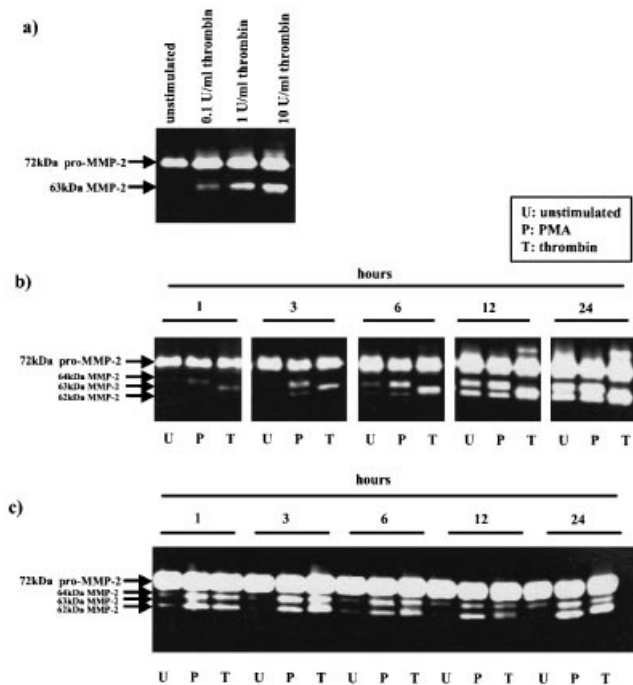 a)
unstimulated
0.1 U/ml thrombin
1 U/ml thrombin
10 U/ml thrombin
72kDa pro-MMP-2
63kDa MMP-2
U: unstimulated
P: PMA
T: thrombin
hours
b)
1 3 6 12 24
72kDa pro-MMP-2
64kDa MMP-2
63kDa MMP-2
62kDa MMP-2
U P T U P T U P T U P T U P T
hours
c)
1 3 6 12 24
72kDa pro-MMP-2
64kDa MMP-2
63kDa MMP-2
62kDa MMP-2
U P T U P T U P T U P T U P T